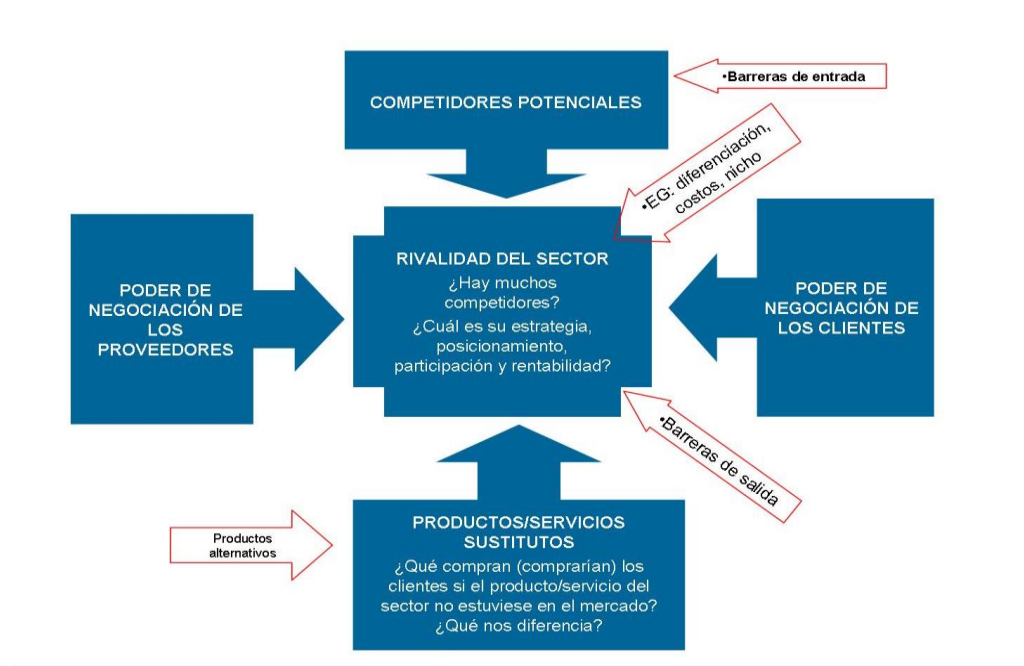 COMPETIDORES POTENCIALES
•Barreras de entrada
•EG: diferenciación,
costos, nicho
PODER DE
NEGOCIACIÓN DE
LOS
PROVEEDORES
RIVALIDAD DEL SECTOR
¿Hay muchos
competidores?
¿Cuál es su estrategia,
posicionamiento,
participación y rentabilidad?
PODER DE
NEGOCIACIÓN DE
LOS CLIENTES
•Barreras de salida
Productos
alternativos
PRODUCTOS/SERVICIOS
SUSTITUTOS
¿Qué compran (comprarían) los
clientes si el producto/servicio del
sector no estuviese en el mercado?
¿Qué nos diferencia?